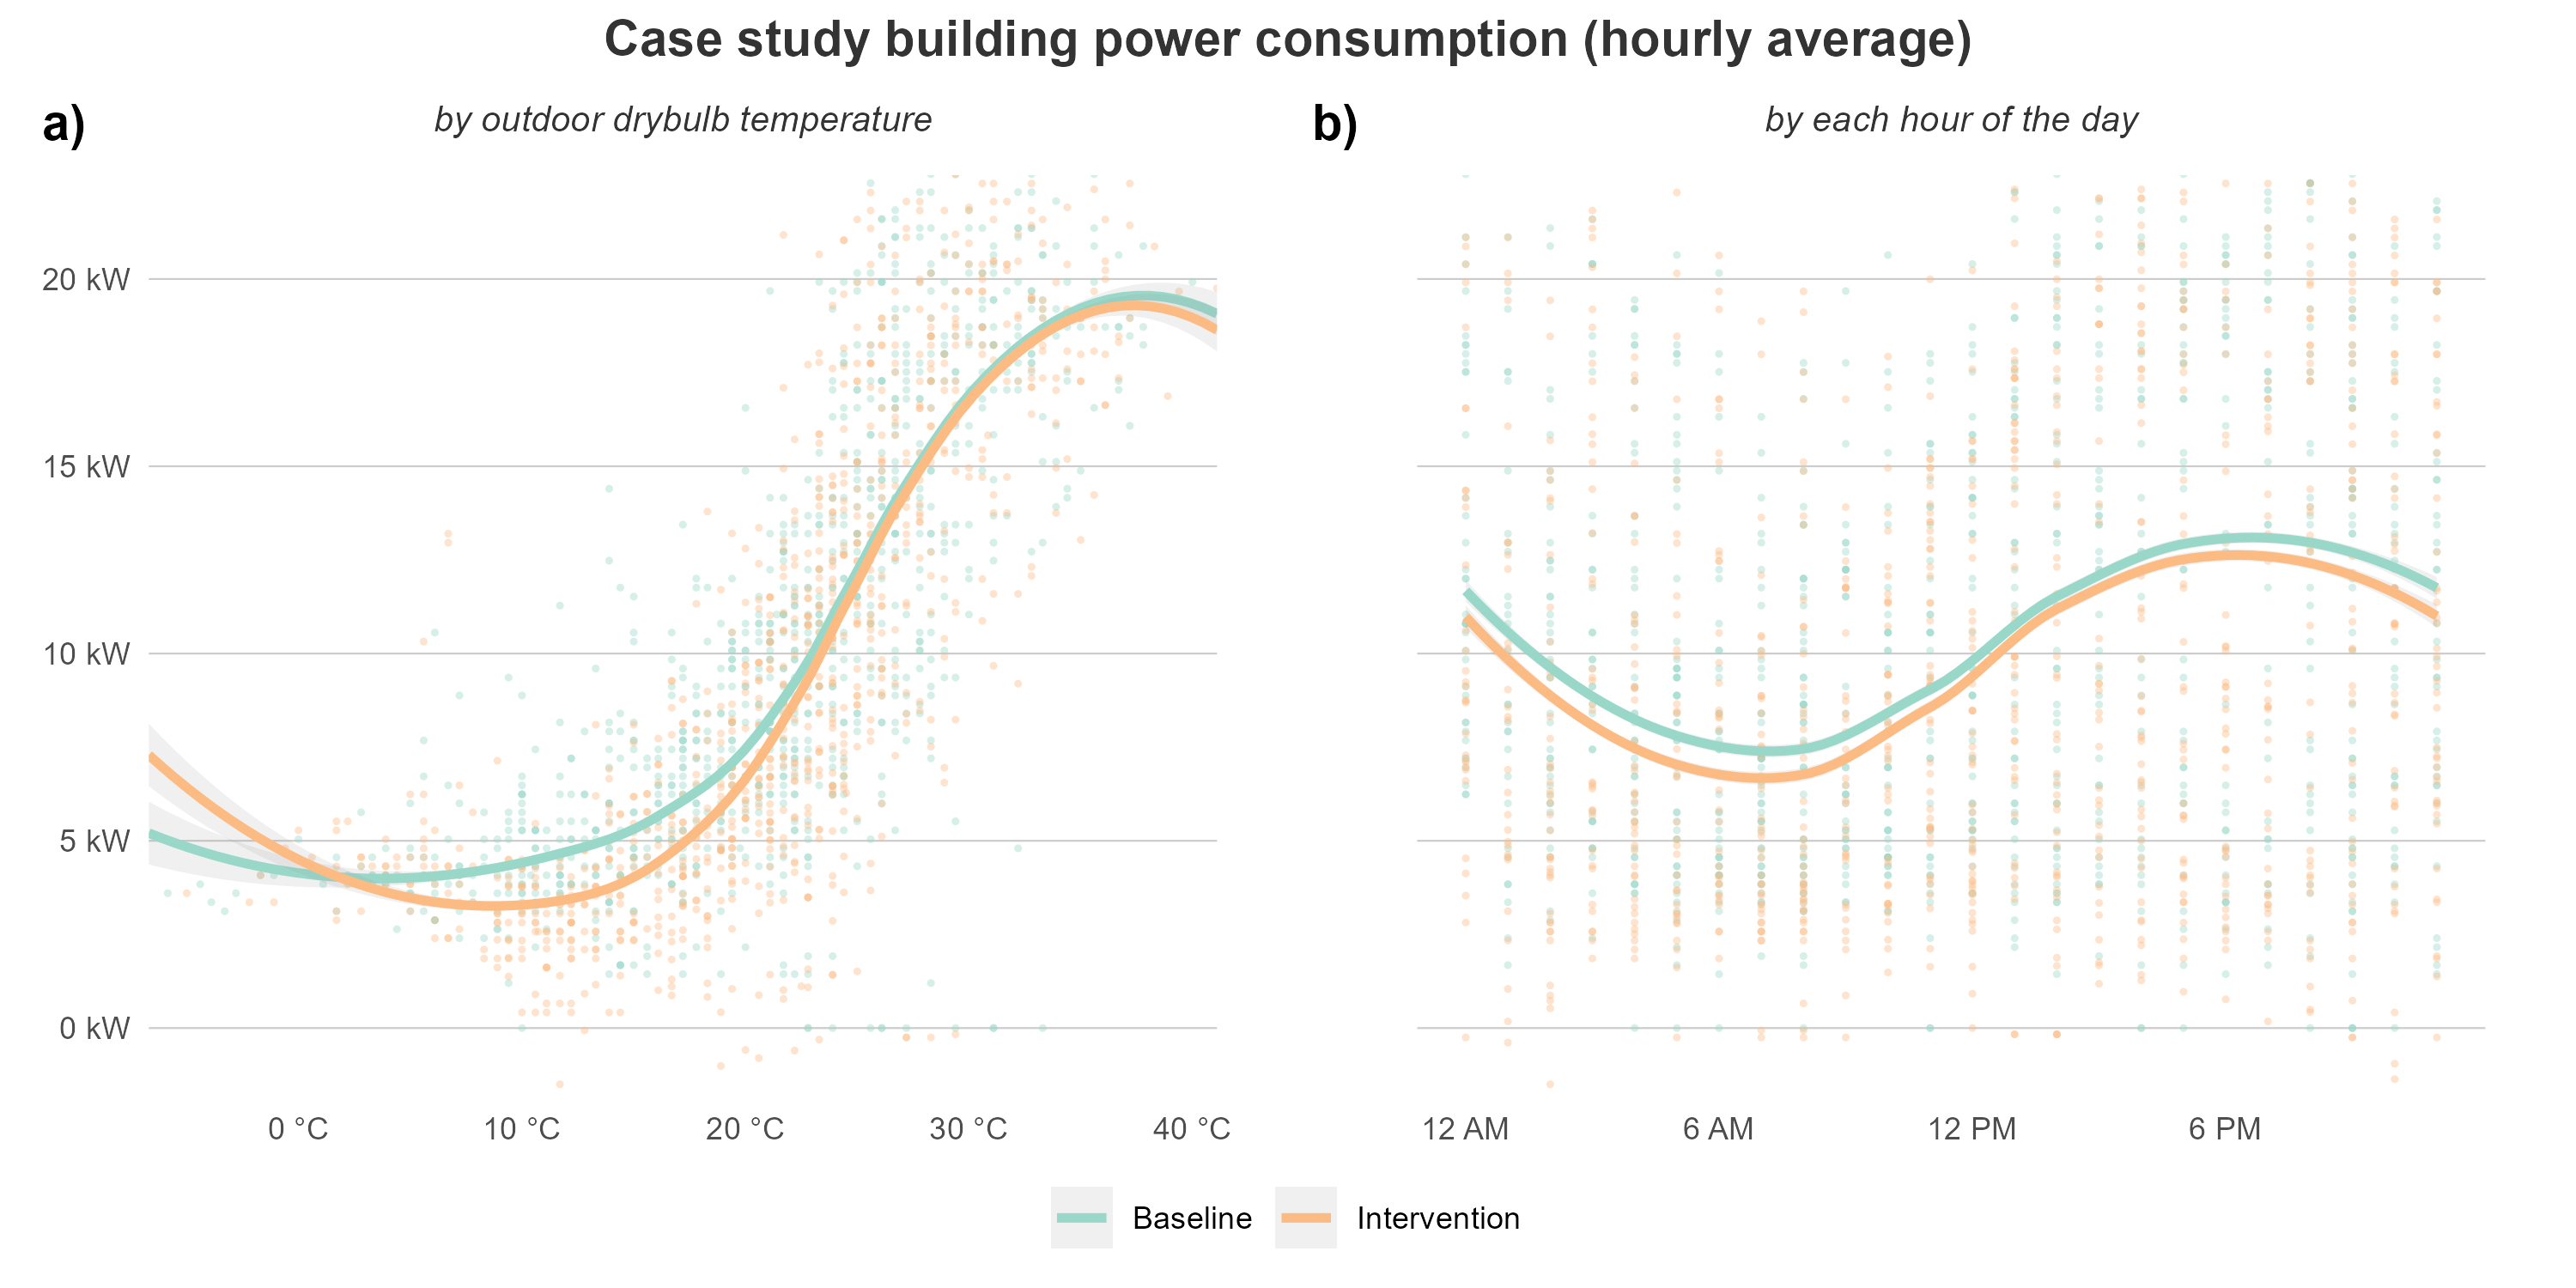 Case study building power consumption (hourly average)
a)
by outdoor drybulb temperature
20 kW
15 kW
10 kW
5 kW
0 kW
0 °C 10 °C 20 °C 30 °C 40 °C
b)
by each hour of the day
12 AM 6 AM 12 PM 6 PM
Baseline Intervention